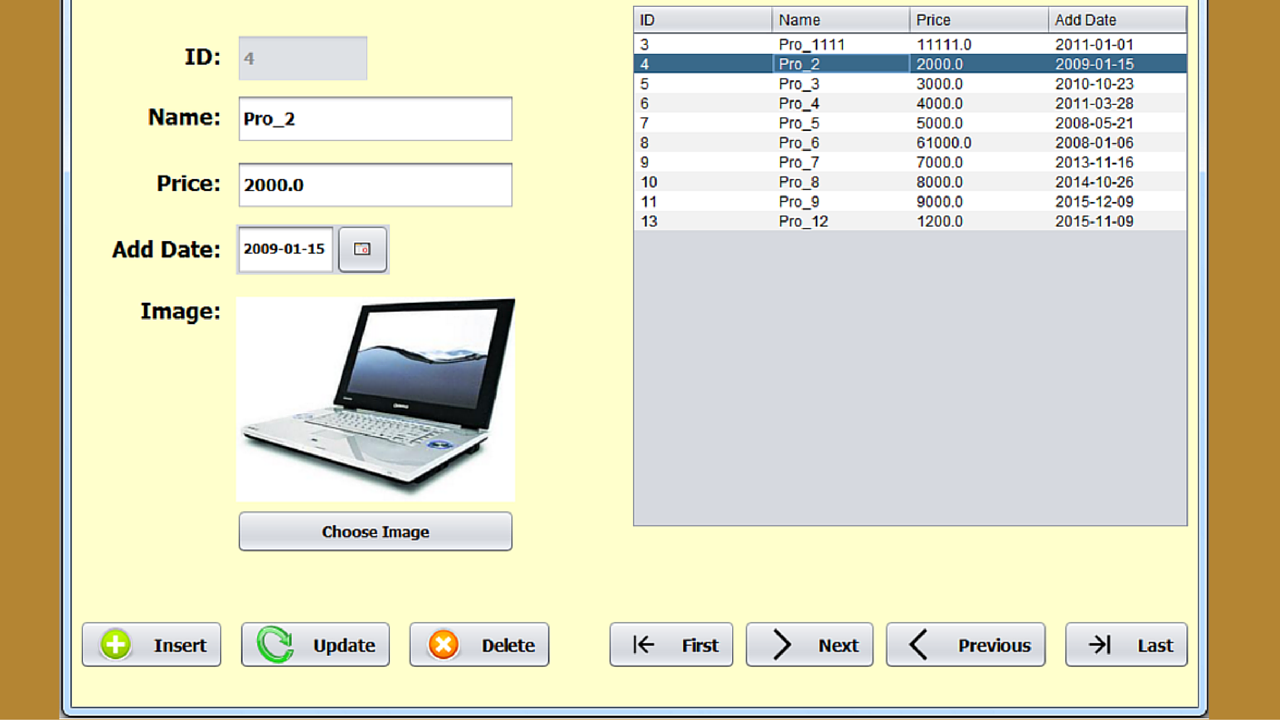 ID: 4
Name: Pro_2
Price: 2000.0
Add Date: 2009-01-15
Image:
Choose Image
ID Name Price Add Date
3 Pro_1111 11111.0 2011-01-01
4 Pro_2 2000.0 2009-01-15
5 Pro_3 3000.0 2010-10-23
6 Pro_4 4000.0 2011-03-28
7 Pro_5 5000.0 2008-05-21
8 Pro_6 61000.0 2008-01-06
9 Pro_7 7000.0 2013-11-16
10 Pro_8 8000.0 2014-10-26
11 Pro_9 9000.0 2015-12-09
13 Pro_12 1200.0 2015-11-09
Insert Update Delete First Next Previous Last